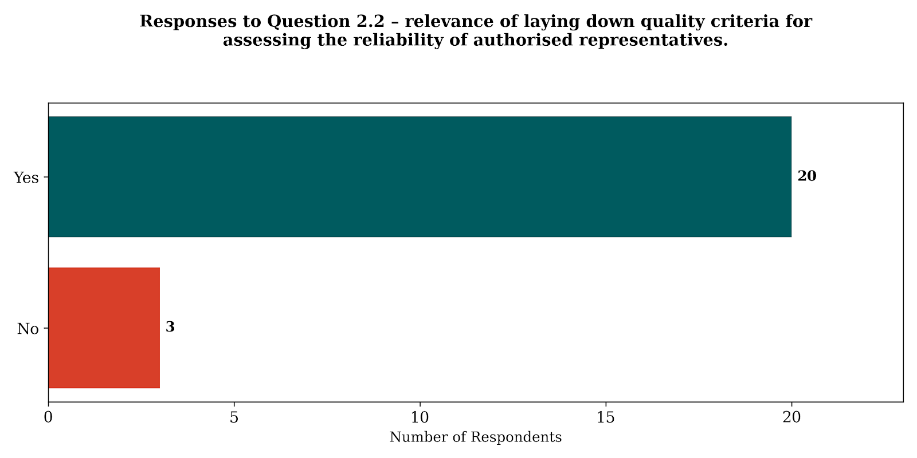 Responses to Question 2.2 – relevance of laying down quality criteria for
assessing the reliability of authorised representatives.
Yes
20
No
3
0 5 10 15 20
Number of Respondents